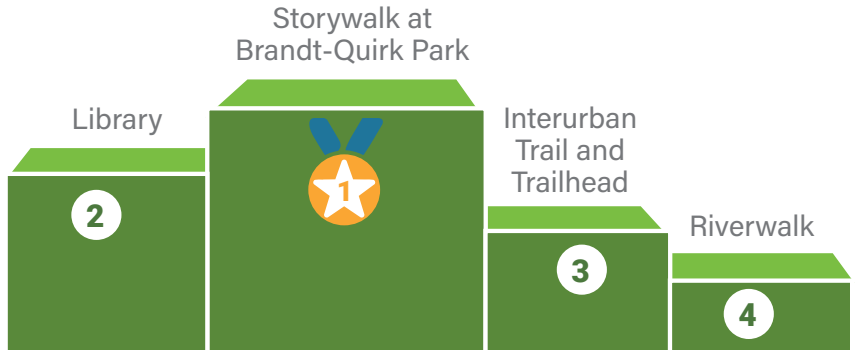 Storywalk at
Brandt-Quirk Park
Library
Interurban
Trail and
Trailhead
Riverwalk
1
2
3
4